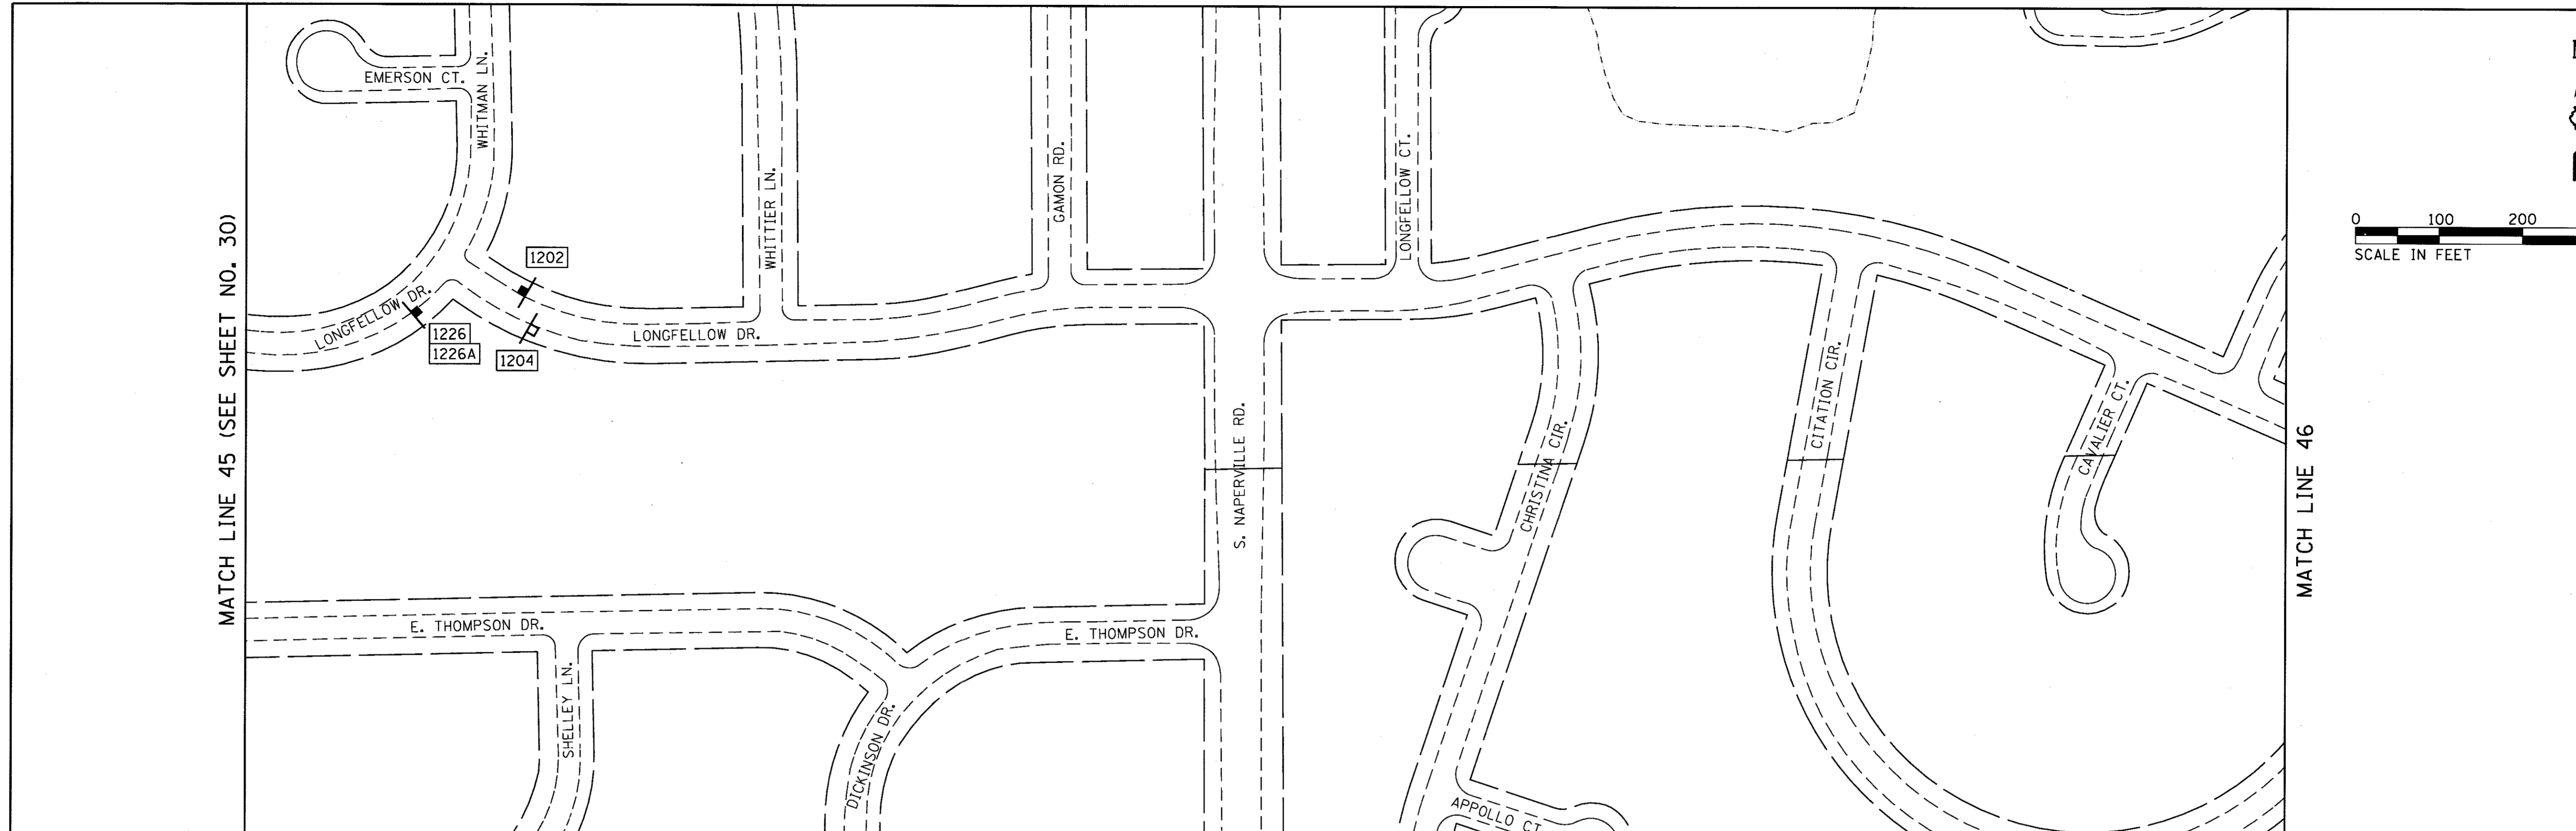 EMERSON CT.
WHITMAN LN.
WHITTIER LN.
GAMON RD.
LONGFELLOW CT.
0 100 200
SCALE IN FEET
MATCH LINE 45 (SEE SHEET NO. 30)
1202
LONGFELLOW DR.
1226
1226A
1204
LONGFELLOW DR.
S. NAPERVILLE RD.
CHRISTINA CIR.
CITATION CIR.
CAVALIER CT.
MATCH LINE 46
E. THOMPSON DR.
E. THOMPSON DR.
SHELLEY LN.
DICKINSON DR.
APPOLLO CT